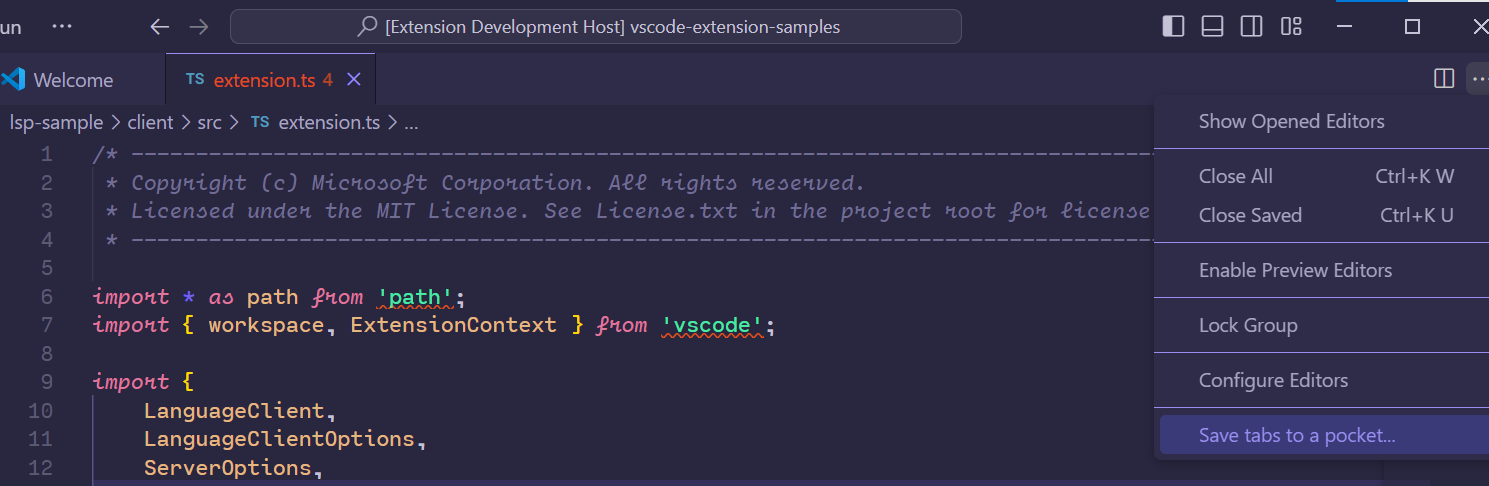 un ...
[Extension Development Host] vscode-extension-samples
Welcome
TS extension.ts 4
lsp-sample > client > src > TS extension.ts > ...
1 /* --------------------------------------------------------------------------------
2 * Copyright (c) Microsoft Corporation. All rights reserved.
3 * Licensed under the MIT License. See License.txt in the project root for license
4 * --------------------------------------------------------------------------------
5
6 import * as path from 'path';
7 import { workspace, ExtensionContext } from 'vscode';
8
9 import {
10 LanguageClient,
11 LanguageClientOptions,
12 ServerOptions,
Show Opened Editors
Close All Ctrl+K W
Close Saved Ctrl+K U
Enable Preview Editors
Lock Group
Configure Editors
Save tabs to a pocket...